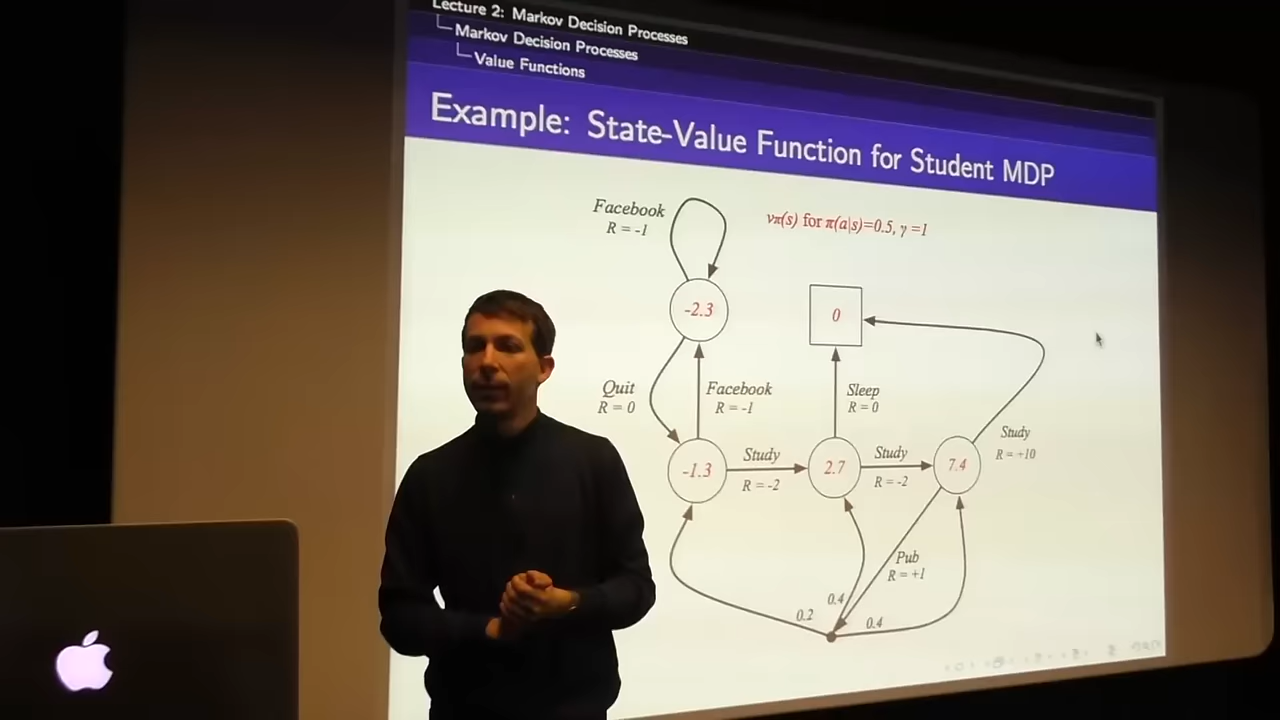 Lecture 2: Markov Decision Processes
Markov Decision Processes
Value Functions
Example: State-Value Function for Student MDP
Facebook
R = -1
vπ(s) for π(a|s)=0.5, γ =1
-2.3
0
Quit
R = 0
Facebook
R = -1
Sleep
R = 0
-1.3
Study
R = -2
2.7
Study
R = -2
7.4
Study
R = +10
Pub
R = +1
0.2
0.4
0.4